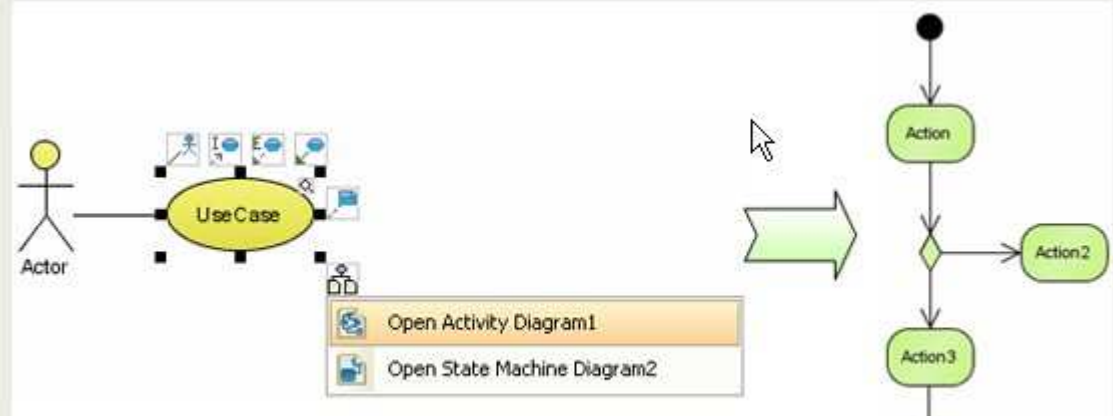 Action
I
E
UseCase
Actor
Action2
Open Activity Diagram1
Open State Machine Diagram2
Action3